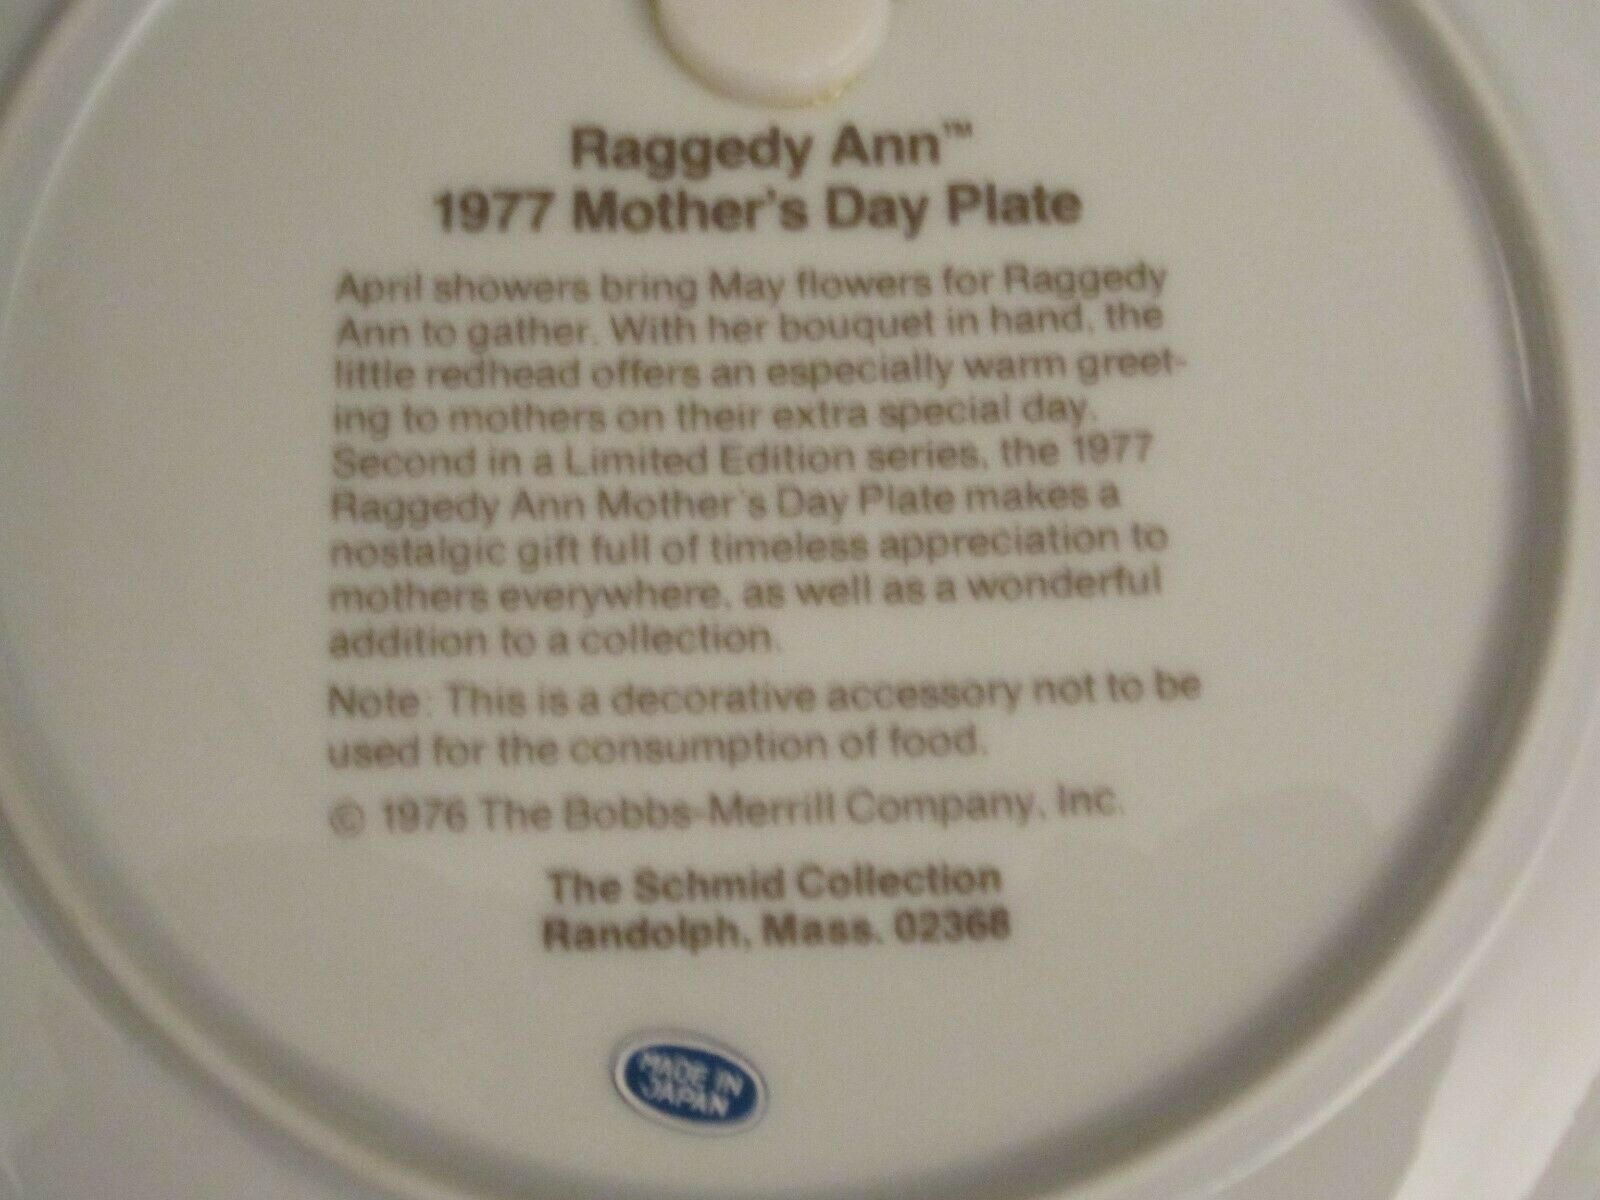 Raggedy Ann™
1977 Mother's Day Plate
April showers bring May flowers for Raggedy
Ann to gather. With her bouquet in hand, the
little redhead offers an especially warm greet-
ing to mothers on their extra special day.
Second in a Limited Edition series, the 1977
Raggedy Ann Mother's Day Plate makes a
nostalgic gift full of timeless appreciation to
mothers everywhere, as well as a wonderful
addition to a collection.
Note: This is a decorative accessory not to be
used for the consumption of food.
© 1976 The Bobbs-Merrill Company, Inc.
The Schmid Collection
Randolph, Mass. 02368
MADE IN
JAPAN